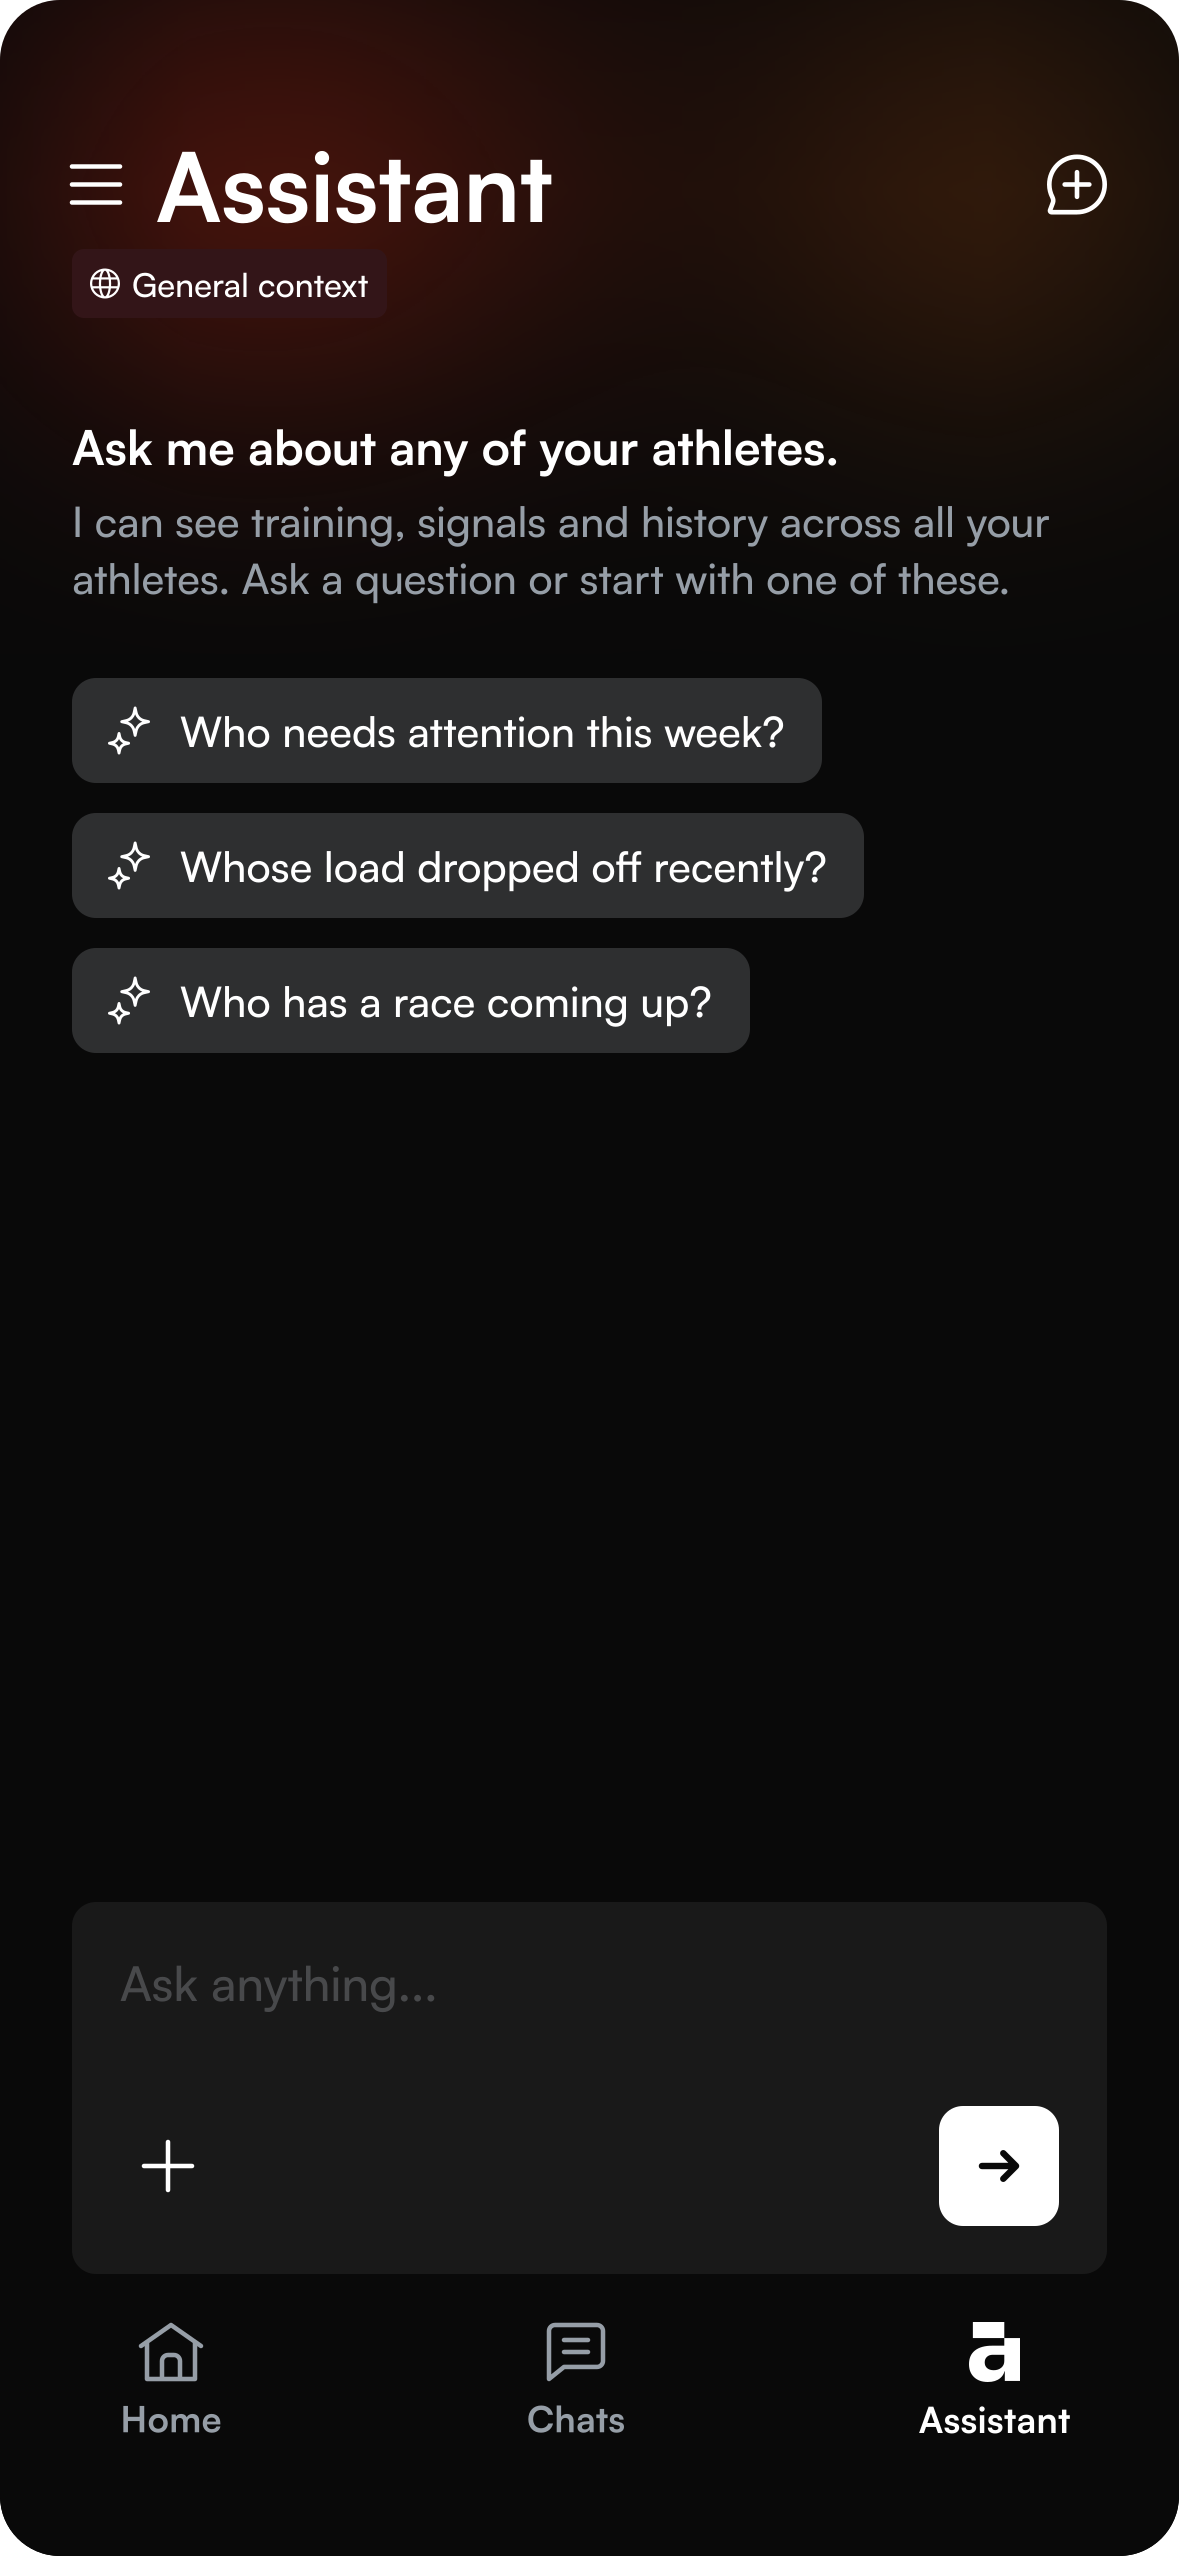 Assistant
General context
Ask me about any of your athletes.
I can see training, signals and history across all your
athletes. Ask a question or start with one of these.
Who needs attention this week?
Whose load dropped off recently?
Who has a race coming up?
Ask anything...
Home
Chats
Assistant